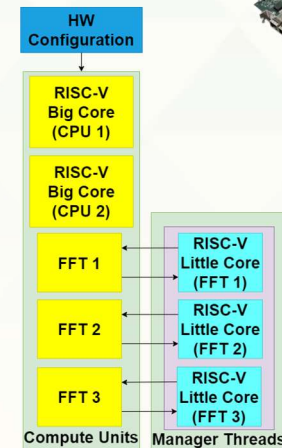 HW
Configuration
RISC-V
Big Core
(CPU 1)
RISC-V
Big Core
(CPU 2)
FFT 1
RISC-V
Little Core
(FFT 1)
FFT 2
RISC-V
Little Core
(FFT 2)
FFT 3
RISC-V
Little Core
(FFT 3)
Compute Units
Manager Threads